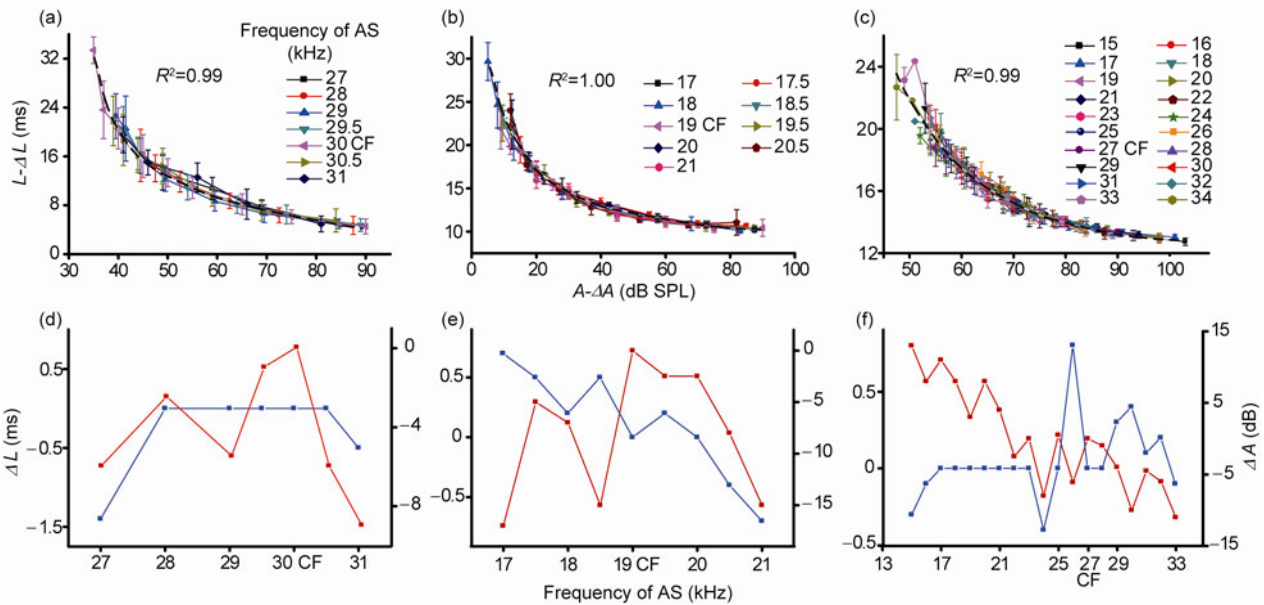 (a)
Frequency of AS
(kHz)
R²=0.99
27
28
29
29.5
30 CF
30.5
31
L-ΔL (ms)
32
24
16
8
0
30 40 50 60 70 80 90
(b)
R²=1.00
17 17.5
18 18.5
19 CF 19.5
20 20.5
21
30
25
20
15
10
0 20 40 60 80 100
A-ΔA (dB SPL)
(c)
R²=0.99
15 16
17 18
19 20
21 22
23 24
25 26
27 CF 28
29 30
31 32
33 34
24
20
16
12
50 60 70 80 90 100
(d)
ΔL (ms)
0.5
−0.5
−1.5
0
−4
−8
27 28 29 30 CF 31
(e)
0.5
0
−0.5
0
−5
−10
−15
17 18 19 CF 20 21
Frequency of AS (kHz)
(f)
0.5
0
−0.5
15
5
−5
−15
ΔA (dB)
13 17 21 25 27 29 33
CF